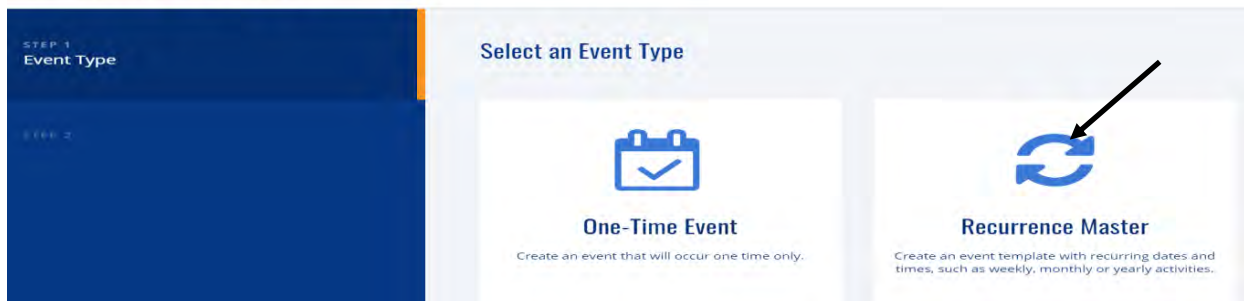 STEP 1
Event Type
STEP 2
Select an Event Type
One-Time Event
Create an event that will occur one time only.
Recurrence Master
Create an event template with recurring dates and
times, such as weekly, monthly or yearly activities.